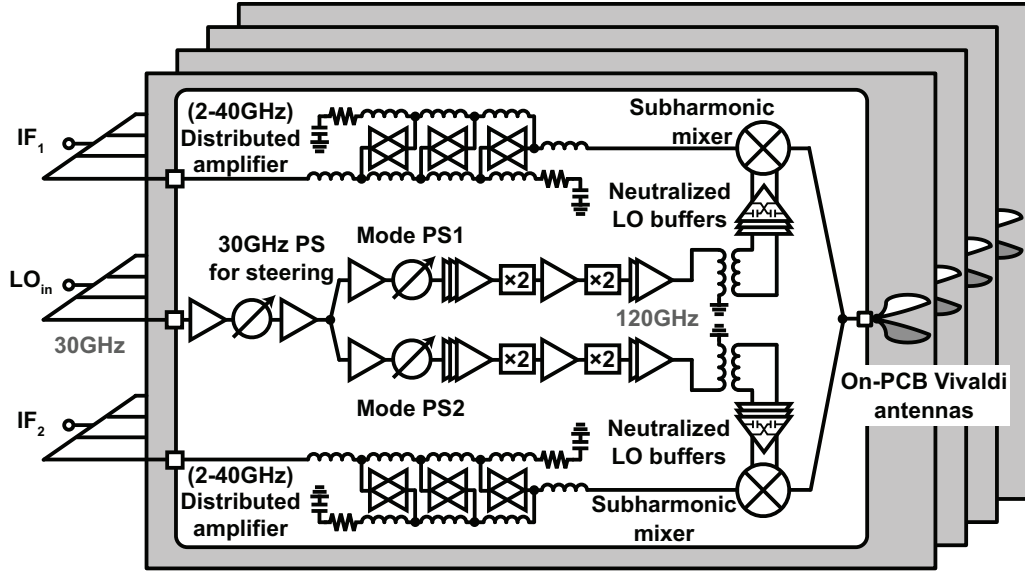 (2-40GHz)
Distributed
amplifier
Subharmonic
mixer
IF1
Neutralized
LO buffers
30GHz PS
for steering
Mode PS1
LOin
×2
×2
30GHz
120GHz
×2
×2
On-PCB Vivaldi
antennas
Mode PS2
IF2
Neutralized
LO buffers
(2-40GHz)
Distributed
amplifier
Subharmonic
mixer